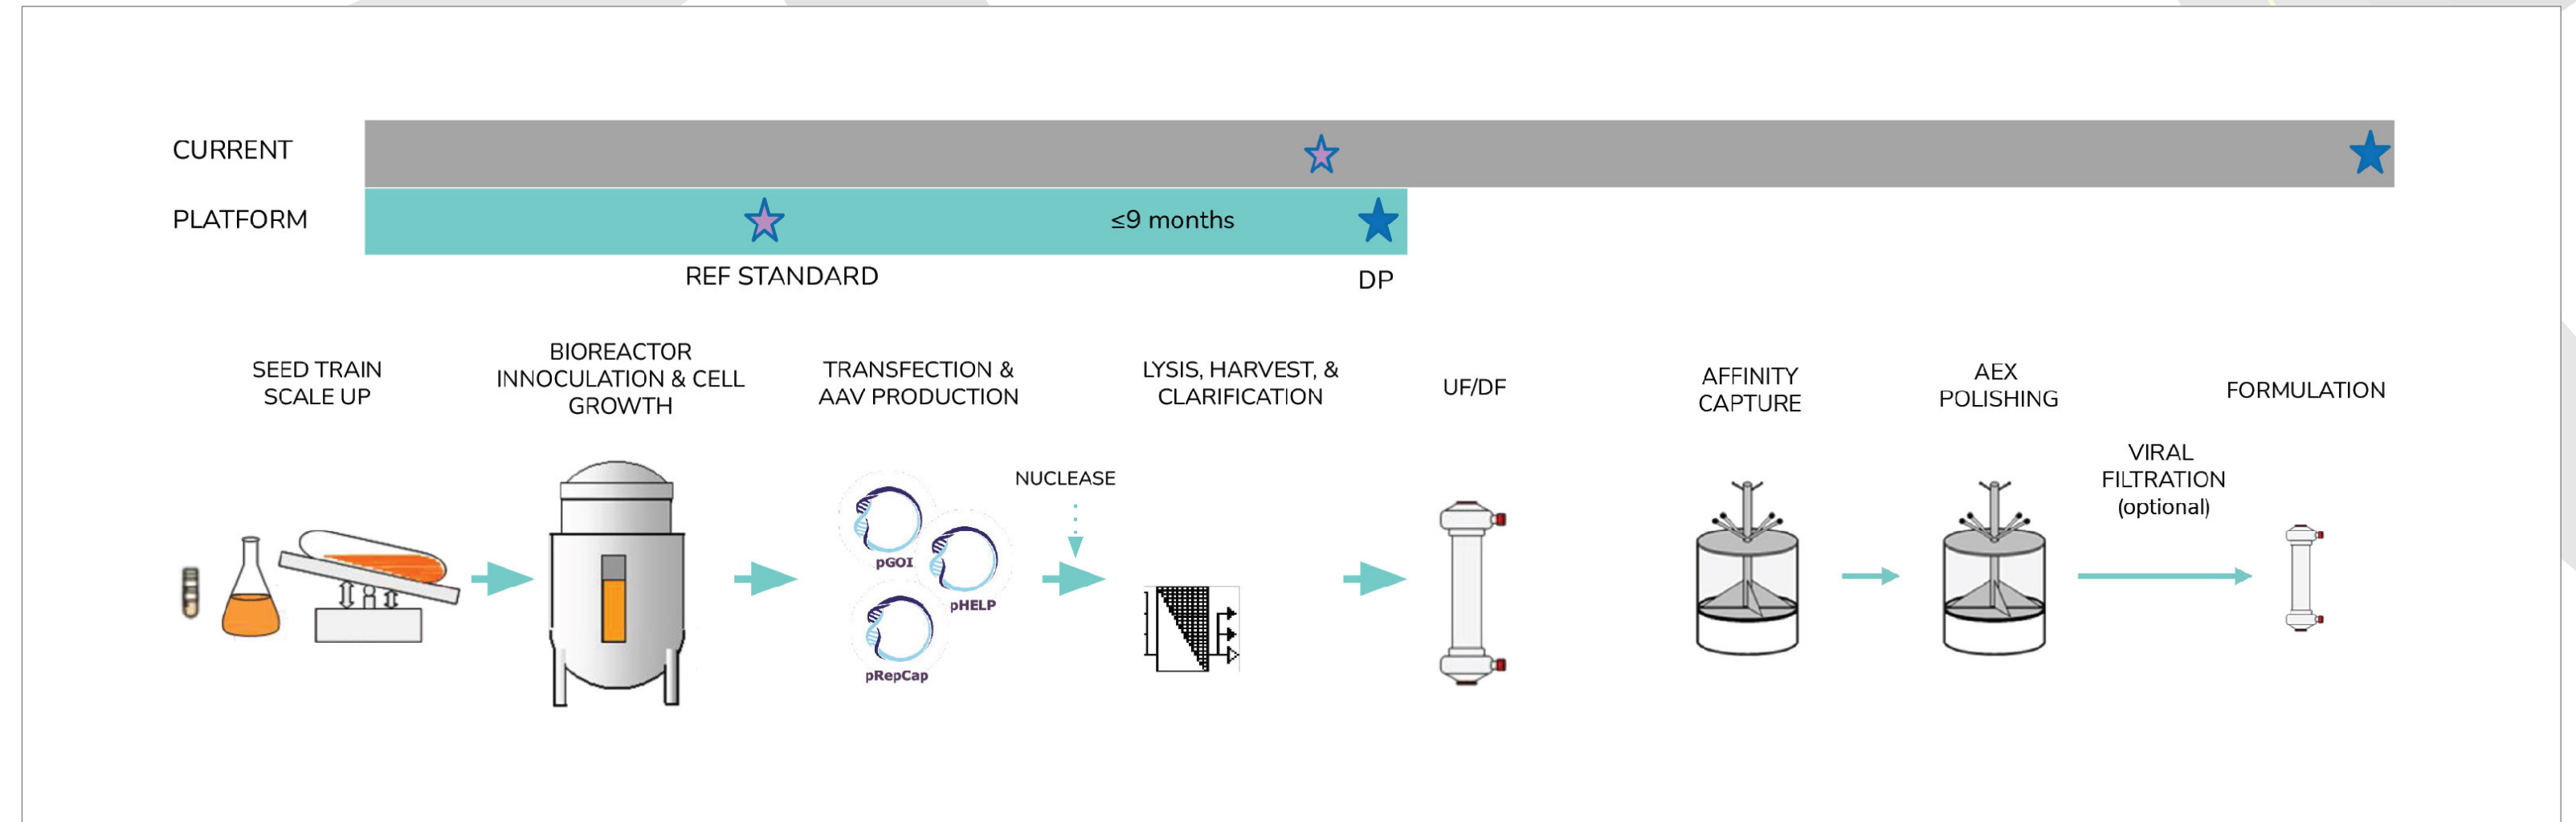 CURRENT
PLATFORM
≤9 months
REF STANDARD
DP
SEED TRAIN
SCALE UP
BIOREACTOR
INNOCULATION & CELL
GROWTH
TRANSFECTION &
AAV PRODUCTION
LYSIS, HARVEST, &
CLARIFICATION
UF/DF
AFFINITY
CAPTURE
AEX
POLISHING
FORMULATION
VIRAL
FILTRATION
(optional)
NUCLEASE
pGOI
pHELP
pRepCap